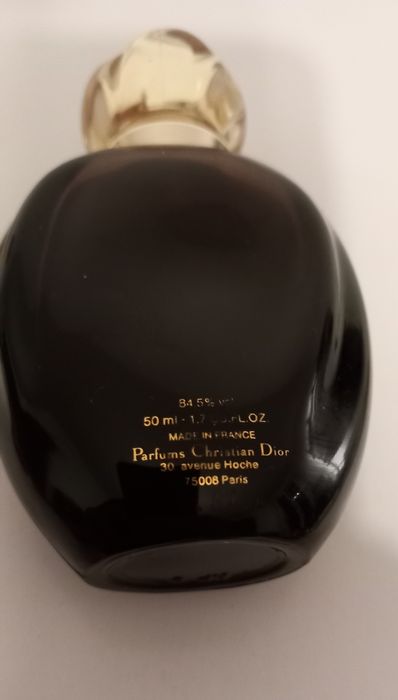 84.5% vol
50 ml - 1.7 FL.OZ.
MADE IN FRANCE
Parfums Christian Dior
30 avenue Hoche
75008 Paris